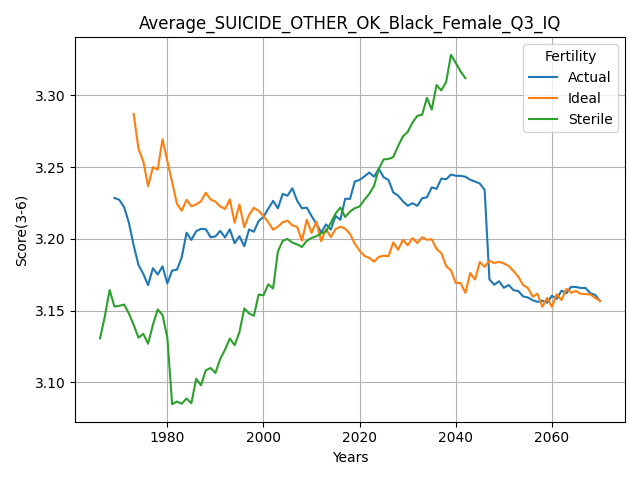 Average_SUICIDE_OTHER_OK_Black_Female_Q3_IQ
Fertility
Actual
Ideal
Sterile
Score(3-6)
3.30
3.25
3.20
3.15
3.10
1980
2000
2020
2040
2060
Years